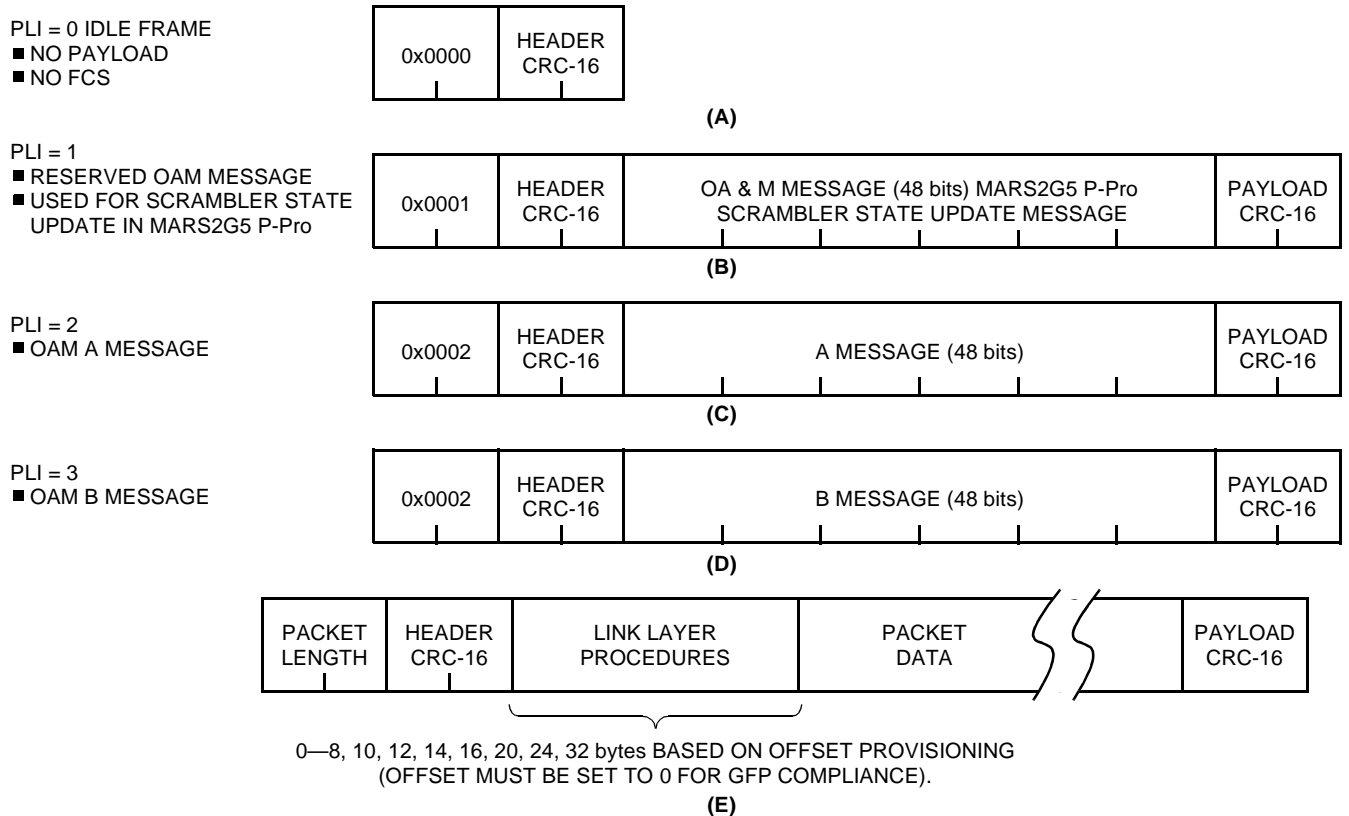 PLI = 0 IDLE FRAME
■ NO PAYLOAD
■ NO FCS
0x0000
HEADER
CRC-16
(A)
PLI = 1
■ RESERVED OAM MESSAGE
■ USED FOR SCRAMBLER STATE
UPDATE IN MARS2G5 P-Pro
0x0001
HEADER
CRC-16
OA & M MESSAGE (48 bits) MARS2G5 P-Pro
SCRAMBLER STATE UPDATE MESSAGE
PAYLOAD
CRC-16
(B)
PLI = 2
■ OAM A MESSAGE
0x0002
HEADER
CRC-16
A MESSAGE (48 bits)
PAYLOAD
CRC-16
(C)
PLI = 3
■ OAM B MESSAGE
0x0002
HEADER
CRC-16
B MESSAGE (48 bits)
PAYLOAD
CRC-16
(D)
PACKET
LENGTH
HEADER
CRC-16
LINK LAYER
PROCEDURES
PACKET
DATA
PAYLOAD
CRC-16
0—8, 10, 12, 14, 16, 20, 24, 32 bytes BASED ON OFFSET PROVISIONING
(OFFSET MUST BE SET TO 0 FOR GFP COMPLIANCE).
(E)